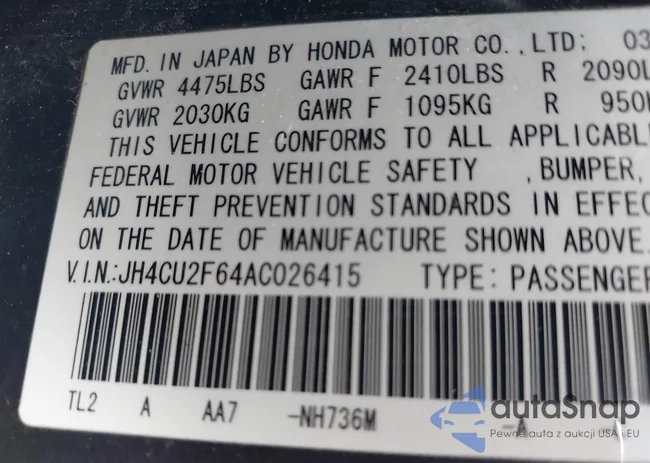 MFD. IN JAPAN BY HONDA MOTOR CO., LTD: 03
GVWR 4475LBS GAWR F 2410LBS R 2090L
GVWR 2030KG GAWR F 1095KG R 950K
THIS VEHICLE CONFORMS TO ALL APPLICABL
FEDERAL MOTOR VEHICLE SAFETY , BUMPER,
AND THEFT PREVENTION STANDARDS IN EFFEC
ON THE DATE OF MANUFACTURE SHOWN ABOVE.
V.I.N.:JH4CU2F64AC026415 TYPE: PASSENGER
TL2 A AA7 -NH736M -A
autoSnap
Pewne auta z aukcji USA i EU